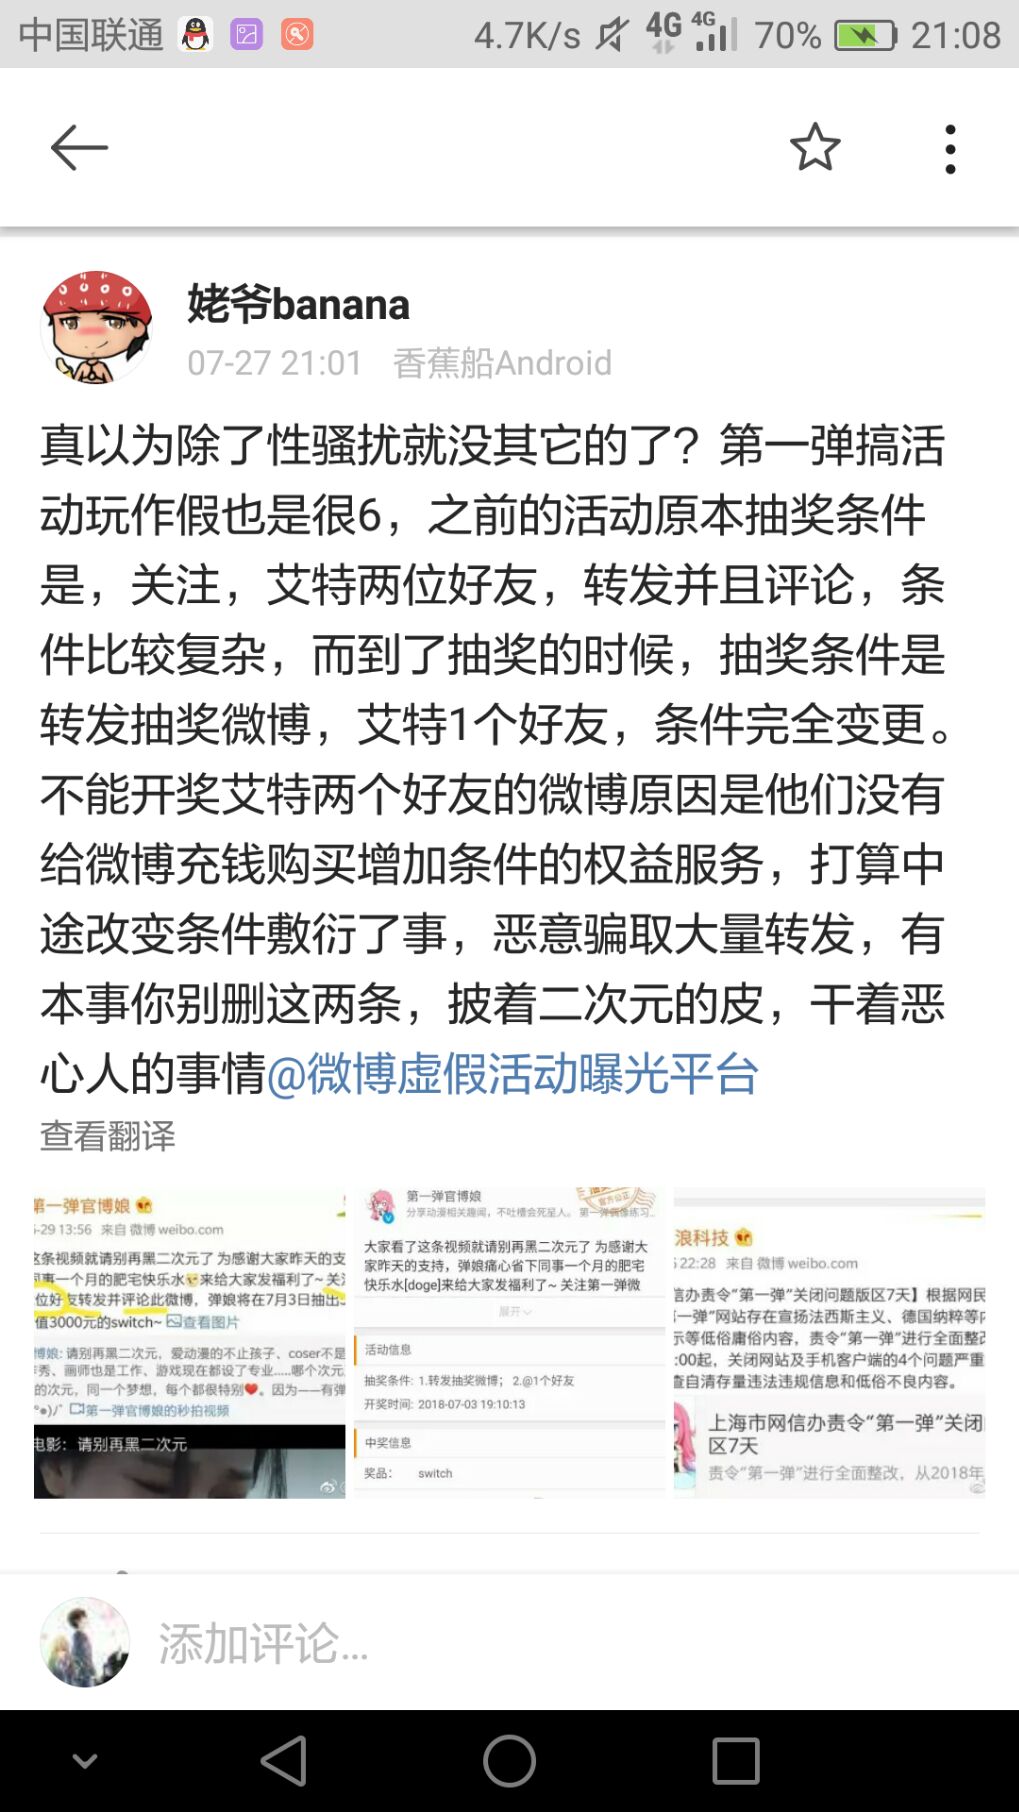 中国联通 4.7K/s 4G 4G 70% 21:08
姥爷banana
07-27 21:01 香蕉船Android
真以为除了性骚扰就没其它的了？第一弹搞活
动玩作假也是很6，之前的活动原本抽奖条件
是，关注，艾特两位好友，转发并且评论，条
件比较复杂，而到了抽奖的时候，抽奖条件是
转发抽奖微博，艾特1个好友，条件完全变更。
不能开奖艾特两个好友的微博原因是他们没有
给微博充钱购买增加条件的权益服务，打算中
途改变条件敷衍了事，恶意骗取大量转发，有
本事你别删这两条，披着二次元的皮，干着恶
心人的事情@微博虚假活动曝光平台
查看翻译
第一弹官博娘
-29 13:56 来自 微博 weibo.com
这条视频就请别再黑二次元了 为感谢大家昨天的支
同事一个月的肥宅快乐水来给大家发福利了~ 关注
位好友转发并评论此微博，弹娘将在7月3日抽出
值3000元的switch~ 查看图片
博娘: 请别再黑二次元，爱动漫的不止孩子、coser不是
秀、画师也是工作、游戏现在都设了专业.....哪个次元
的次元，同一个梦想，每个都很特别。因为一一有弹
第一弹官博娘的秒拍视频
电影：请别再黑二次元
第一弹官博娘
分享动漫相关趣闻，不吐槽会死星人。 第一弹偶像练习...
大家看了这条视频就请别再黑二次元了 为感谢大
家昨天的支持，弹娘痛心省下同事一个月的肥宅
快乐水[doge]来给大家发福利了~ 关注第一弹微
展开
活动信息
抽奖条件: 1.转发抽奖微博；2.@1个好友
开奖时间: 2018-07-03 19:10:13
中奖信息
奖品: switch
浪科技
22:28 来自 微博 weibo.com
信办责令“第一弹”关闭问题版区7天】根据网民
“一弹”网站存在宣扬法西斯主义、德国纳粹等内
示等低俗庸俗内容，责令“第一弹”进行全面整改
:00起，关闭网站及手机客户端的4个问题严重
查自清存量违法违规信息和低俗不良内容。
上海市网信办责令“第一弹”关闭
区7天
责令“第一弹”进行全面整改，从2018年
添加评论...